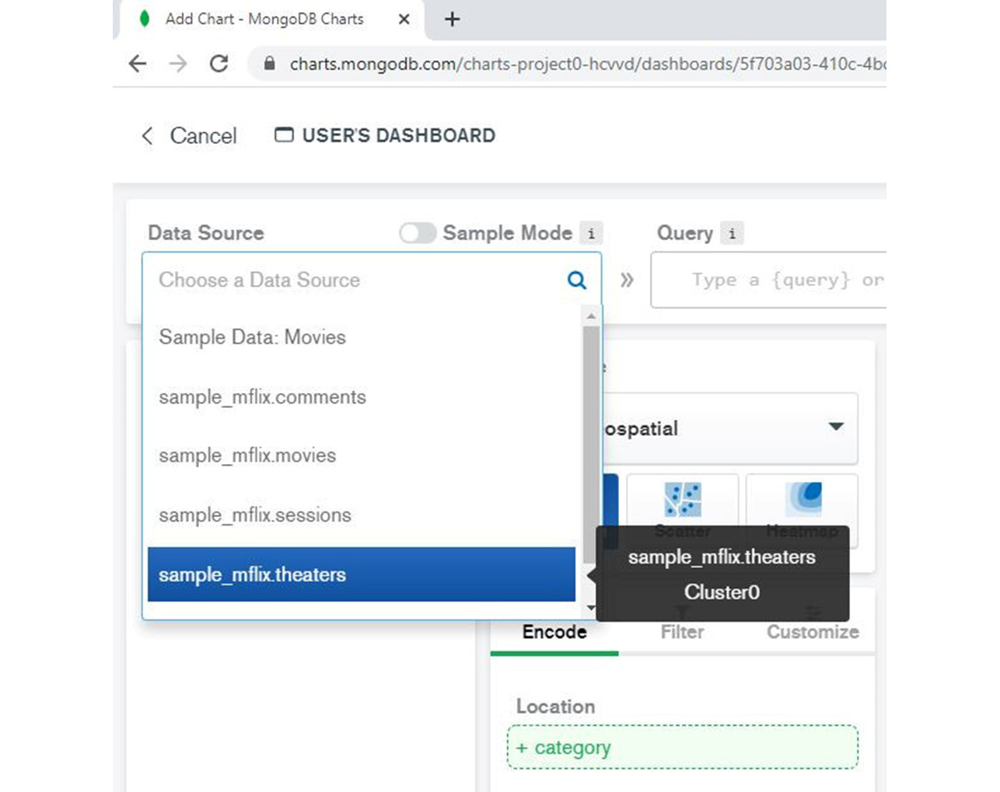 Add Chart - MongoDB Charts
charts.mongodb.com/charts-project0-hcvvd/dashboards/5f703a03-410c-4b
Cancel
USER'S DASHBOARD
Data Source
Sample Mode i
Query i
Choose a Data Source
Type a {query} or
Sample Data: Movies
sample_mflix.comments
sample_mflix.movies
ospatial
sample_mflix.sessions
Scatter
Heatmap
sample_mflix.theaters
sample_mflix.theaters
Cluster0
Encode
Filter
Customize
Location
+ category